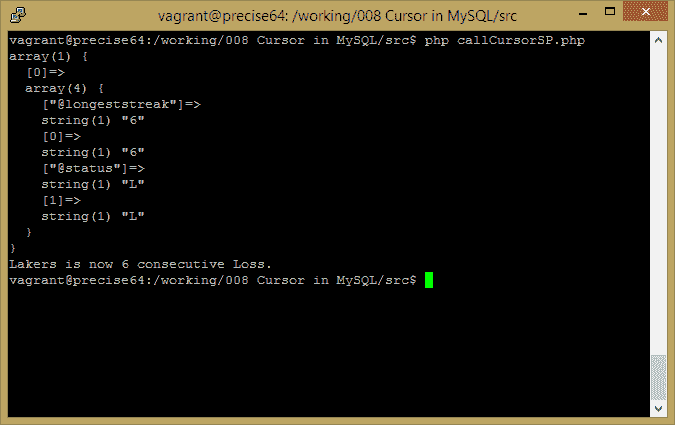 vagrant@precise64: /working/008 Cursor in MySQL/src
vagrant@precise64:/working/008 Cursor in MySQL/src$ php callCursorSP.php
array(1) {
  [0]=>
  array(4) {
    ["@longeststreak"]=>
    string(1) "6"
    [0]=>
    string(1) "6"
    ["@status"]=>
    string(1) "L"
    [1]=>
    string(1) "L"
  }
}
Lakers is now 6 consecutive Loss.
vagrant@precise64:/working/008 Cursor in MySQL/src$